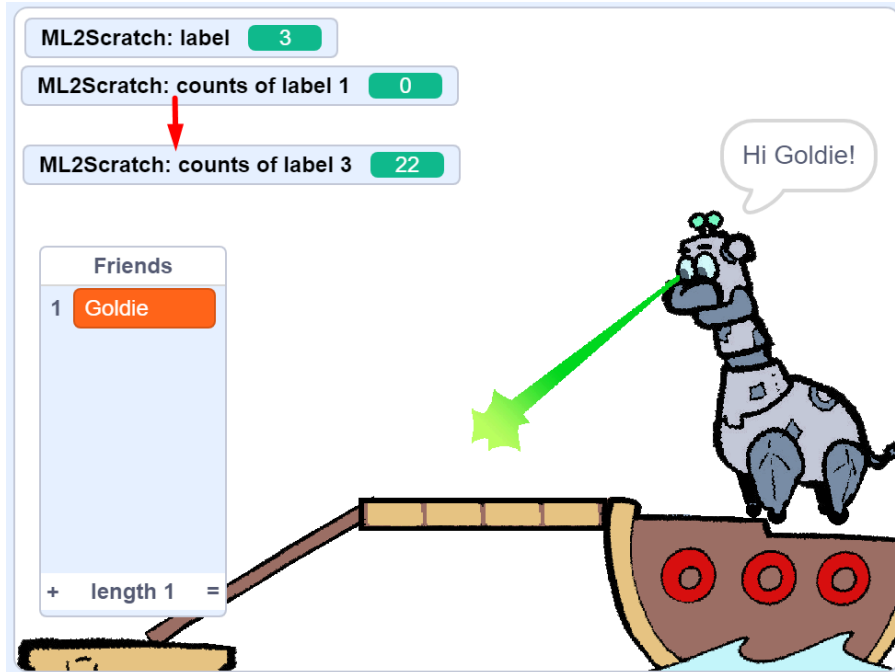 ML2Scratch: label 3
ML2Scratch: counts of label 1 0
ML2Scratch: counts of label 3 22
Hi Goldie!
Friends
1 Goldie
+ length 1 =